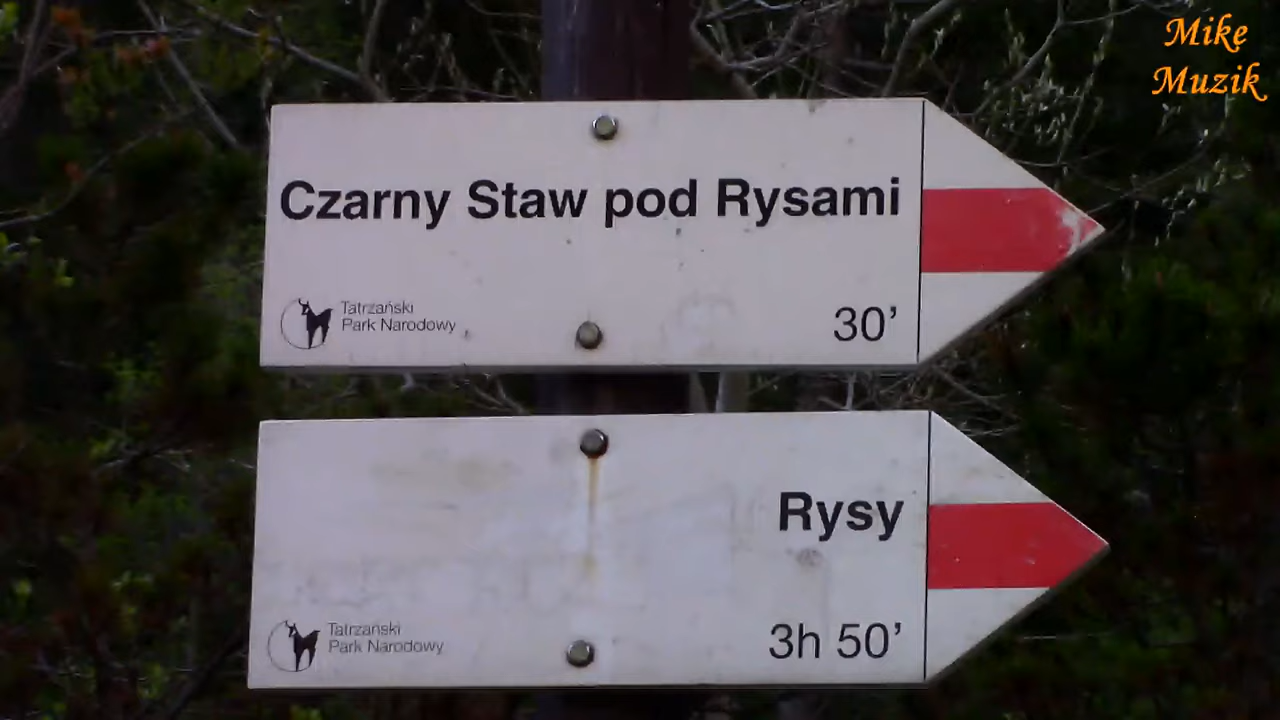 Mike
Muzik
Czarny Staw pod Rysami
Tatrzański
Park Narodowy
30’
Rysy
Tatrzański
Park Narodowy
3h 50’